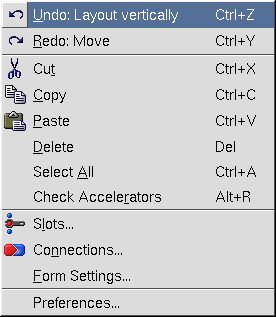 Undo: Layout vertically Ctrl+Z
Redo: Move Ctrl+Y
Cut Ctrl+X
Copy Ctrl+C
Paste Ctrl+V
Delete Del
Select All Ctrl+A
Check Accelerators Alt+R
Slots...
Connections...
Form Settings...
Preferences...